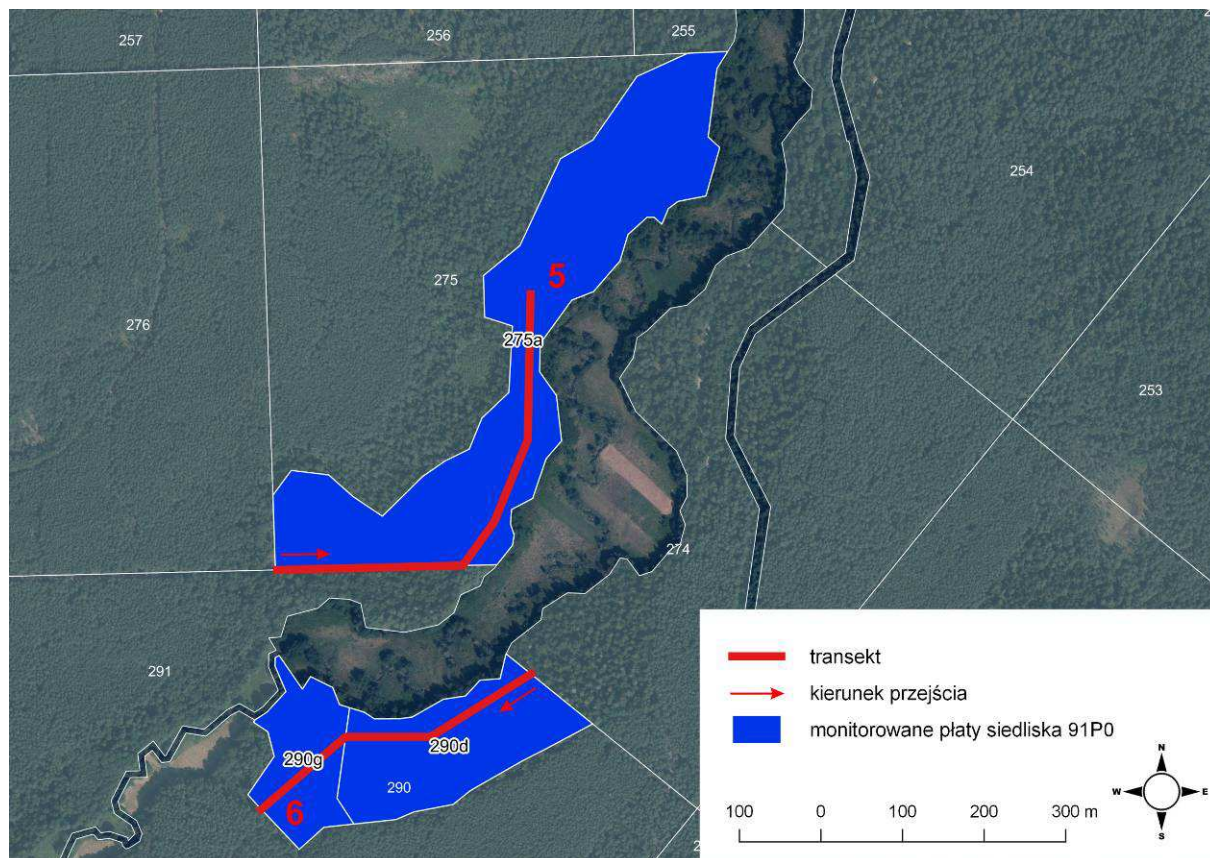 257
256
255
254
275
5
276
275a
253
274
291
290d
290g
290
6
transekt
kierunek przejścia
monitorowane płaty siedliska 91P0
N
W
E
S
100 0 100 200 300 m